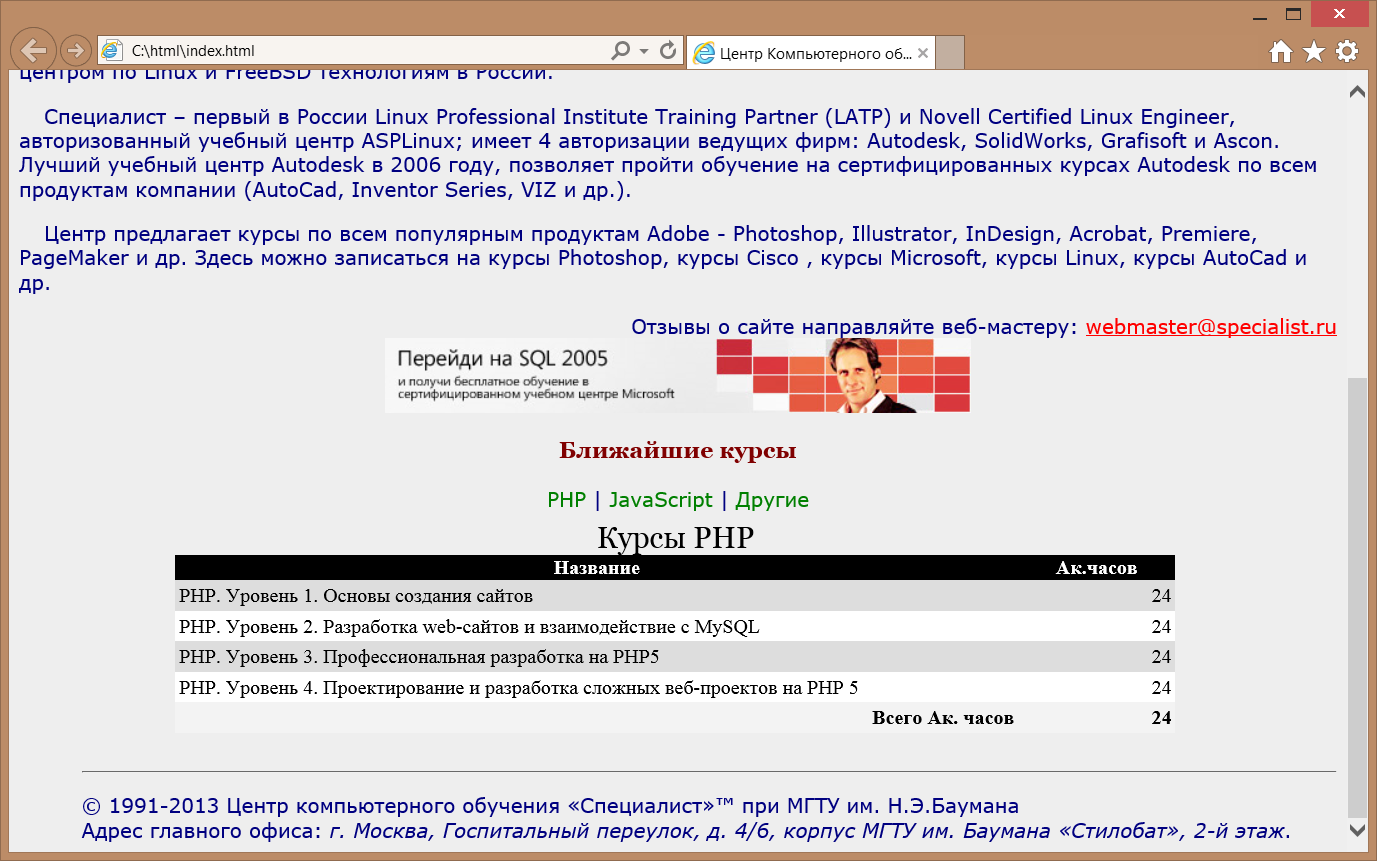 C:\html\index.html
Центр Компьютерного об...
центром по Linux и FreeBSD технологиям в России.
Специалист – первый в России Linux Professional Institute Training Partner (LATP) и Novell Certified Linux Engineer,
авторизованный учебный центр ASPLinux; имеет 4 авторизации ведущих фирм: Autodesk, SolidWorks, Grafisoft и Ascon.
Лучший учебный центр Autodesk в 2006 году, позволяет пройти обучение на сертифицированных курсах Autodesk по всем
продуктам компании (AutoCad, Inventor Series, VIZ и др.).
Центр предлагает курсы по всем популярным продуктам Adobe - Photoshop, Illustrator, InDesign, Acrobat, Premiere,
PageMaker и др. Здесь можно записаться на курсы Photoshop, курсы Cisco , курсы Microsoft, курсы Linux, курсы AutoCad и
др.
Отзывы о сайте направляйте веб-мастеру: webmaster@specialist.ru
Перейди на SQL 2005
и получи бесплатное обучение в
сертифицированном учебном центре Microsoft
Ближайшие курсы
PHP | JavaScript | Другие
Курсы PHP
Название Ак.часов
PHP. Уровень 1. Основы создания сайтов 24
PHP. Уровень 2. Разработка web-сайтов и взаимодействие с MySQL 24
PHP. Уровень 3. Профессиональная разработка на PHP5 24
PHP. Уровень 4. Проектирование и разработка сложных веб-проектов на PHP 5 24
Всего Ак. часов 24
© 1991-2013 Центр компьютерного обучения «Специалист»™ при МГТУ им. Н.Э.Баумана
Адрес главного офиса: г. Москва, Госпитальный переулок, д. 4/6, корпус МГТУ им. Баумана «Стилобат», 2-й этаж.